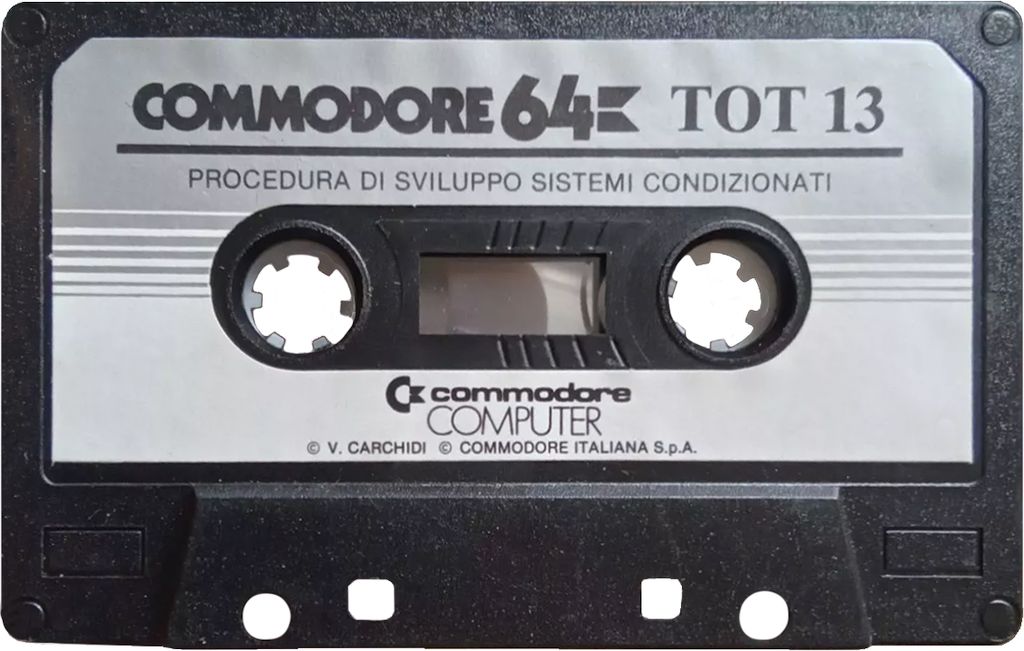 COMMODORE 64 TOT 13
PROCEDURA DI SVILUPPO SISTEMI CONDIZIONATI
commodore
COMPUTER
© V. CARCHIDI © COMMODORE ITALIANA S.p.A.